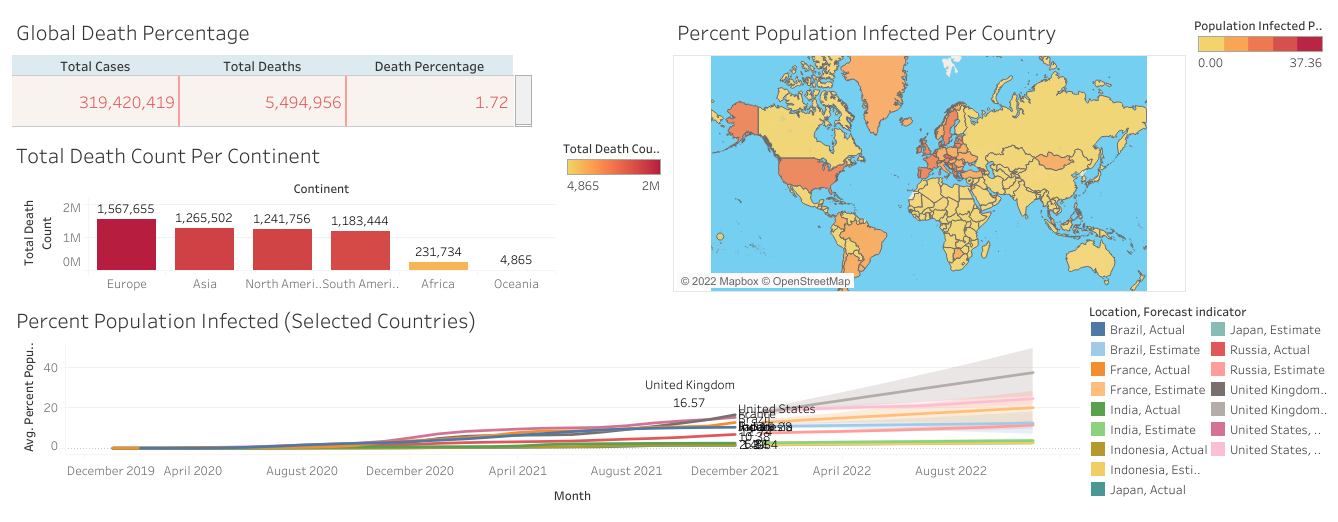 Global Death Percentage
Total Cases Total Deaths Death Percentage
319,420,419 5,494,956 1.72
Total Death Count Per Continent
Total Death Cou..
4,865 2M
Continent
Total Death Count
2M
1M
0M
1,567,655 1,265,502 1,241,756 1,183,444 231,734 4,865
Europe Asia North Ameri.. South Ameri.. Africa Oceania
Percent Population Infected Per Country
Population Infected P..
0.00 37.36
© 2022 Mapbox © OpenStreetMap
Percent Population Infected (Selected Countries)
Avg. Percent Popu..
40
20
0
United Kingdom
16.57
United States
France
December 2019 April 2020 August 2020 December 2020 April 2021 August 2021 December 2021 April 2022 August 2022
Month
Location, Forecast indicator
Brazil, Actual
Brazil, Estimate
France, Actual
France, Estimate
India, Actual
India, Estimate
Indonesia, Actual
Indonesia, Esti..
Japan, Actual
Japan, Estimate
Russia, Actual
Russia, Estimate
United Kingdom..
United Kingdom..
United States, ..
United States, ..